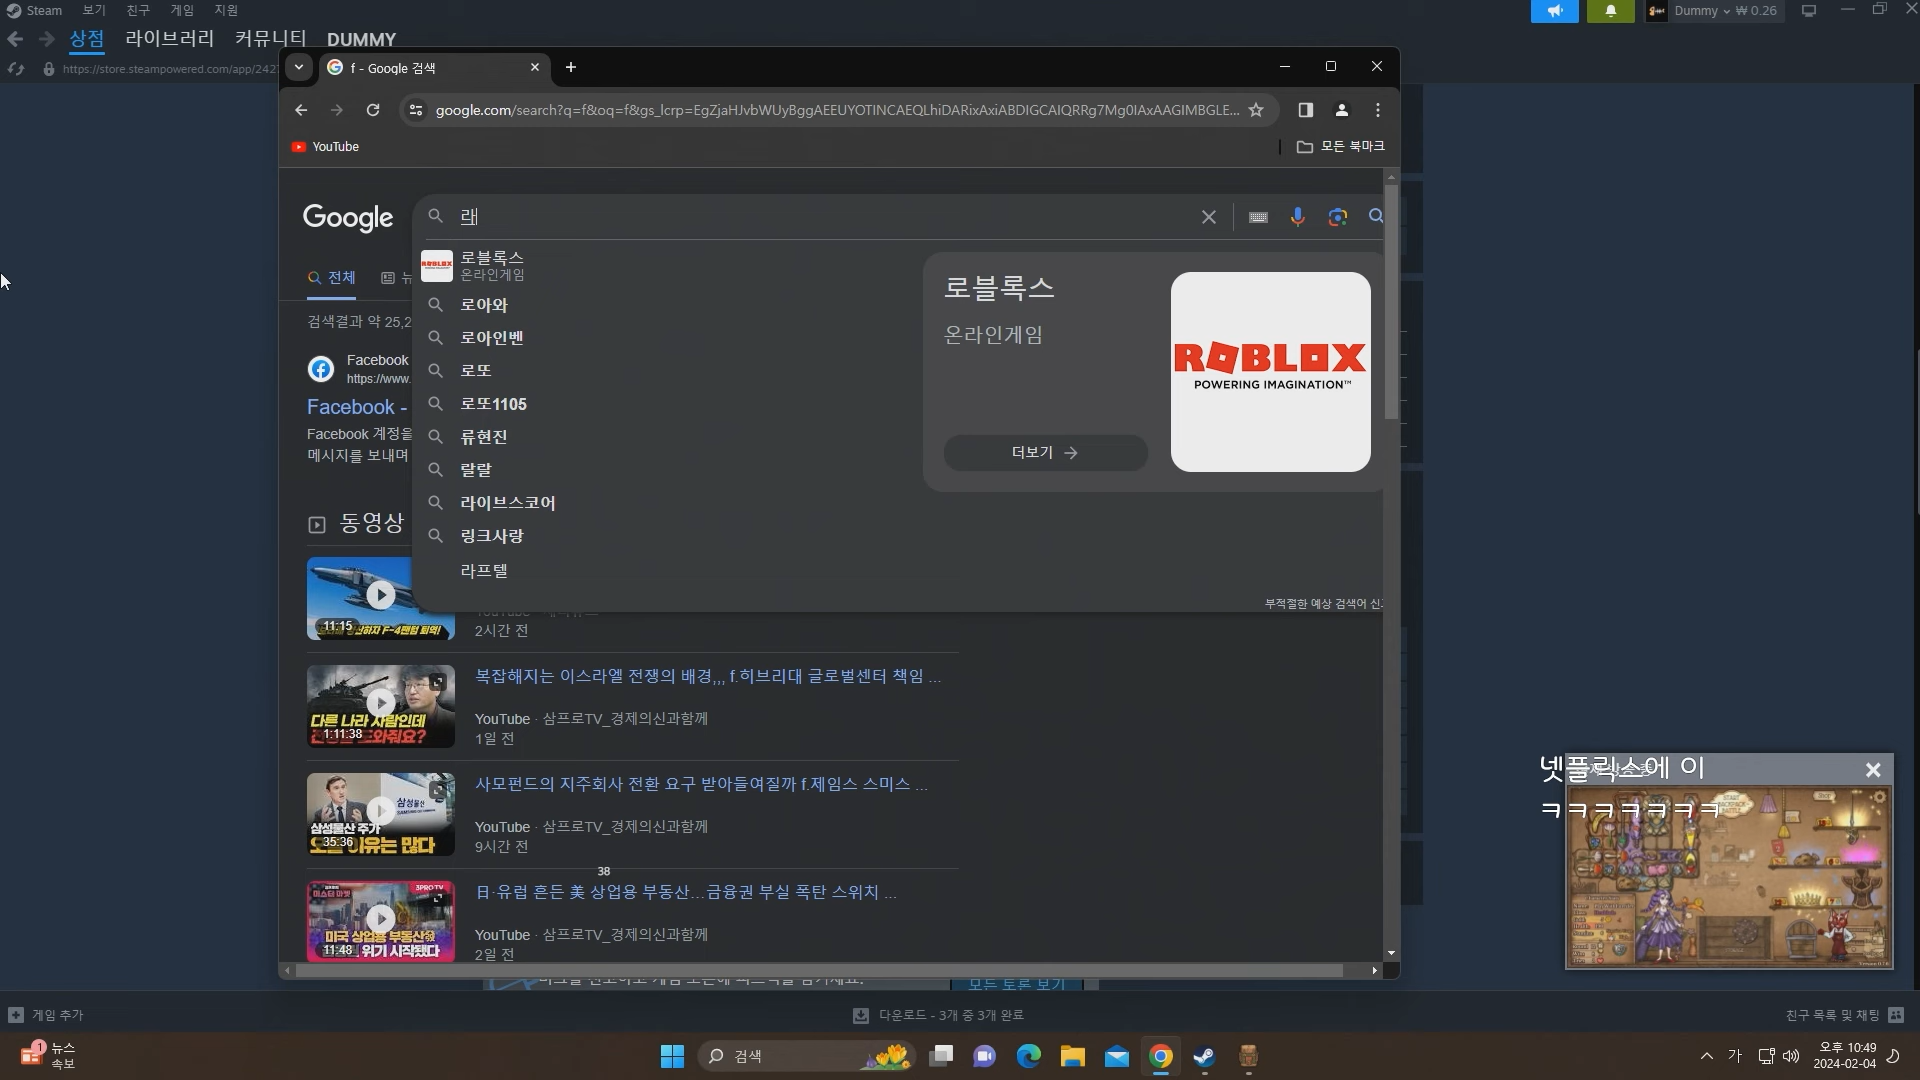 Steam 보기 친구 게임 지원
Dummy ₩ 0.26
상점 라이브러리 커뮤니티 DUMMY
https://store.steampowered.com/app/242
f - Google 검색
google.com/search?q=f&oq=f&gs_lcrp=EgZjaHJvbWUyBggAEEUYOTINCAEQLhiDARixAxiABDIGCAIQRRg7Mg0IAxAAGIMBGLE...
YouTube
모든 북마크
Google
래
로블록스
온라인게임
로아와
로아인벤
로또
로또1105
류현진
랄랄
라이브스코어
링크사랑
라프텔
로블록스
온라인게임
더보기 →
ROBLOX
POWERING IMAGINATION™
부적절한 예상 검색어 신
전체
검색결과 약 25,2
Facebook
https://www.
Facebook -
Facebook 계정을
메시지를 보내며
동영상
11:15
2시간 전
복잡해지는 이스라엘 전쟁의 배경,,, f.히브리대 글로벌센터 책임 ...
다른 나라 사람인데
1:11:38
YouTube · 삼프로TV_경제의신과함께
1일 전
사모펀드의 지주회사 전환 요구 받아들여질까 f.제임스 스미스 ...
삼성물산
삼성물산 주가
35:36
이유는 많다
YouTube · 삼프로TV_경제의신과함께
9시간 전
38
日·유럽 흔든 美 상업용 부동산...금융권 부실 폭탄 스위치 ...
3PROTV
미국 상업용 부동산發
11:48
위기 시작됐다
YouTube · 삼프로TV_경제의신과함께
2일 전
넷플릭스에 이
ㅋㅋㅋㅋㅋㅋㅋ
모든 토론 보기
게임 추가
다운로드 - 3개 중 3개 완료
친구 목록 및 채팅
1
뉴스
속보
검색
가
오후 10:49
2024-02-04